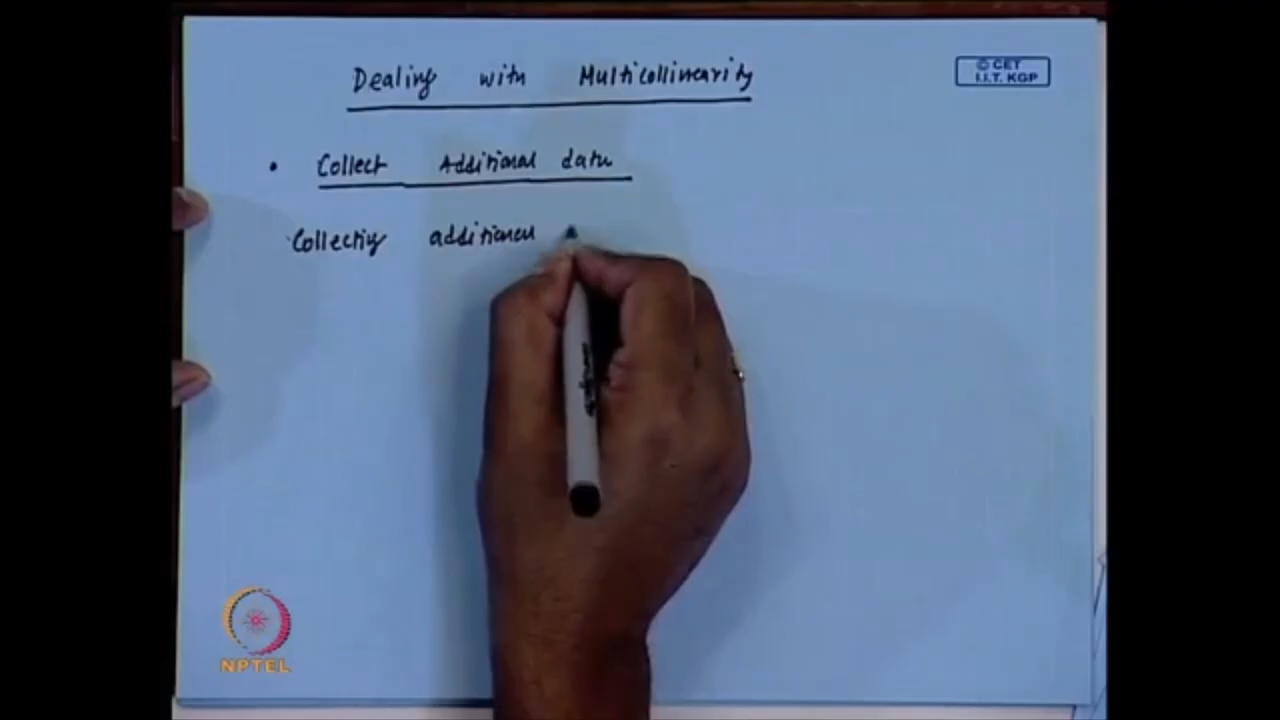 Dealing with Multicollinearity
© CET
I.I.T. KGP
• Collect Additional data
Collecting additional
NPTEL